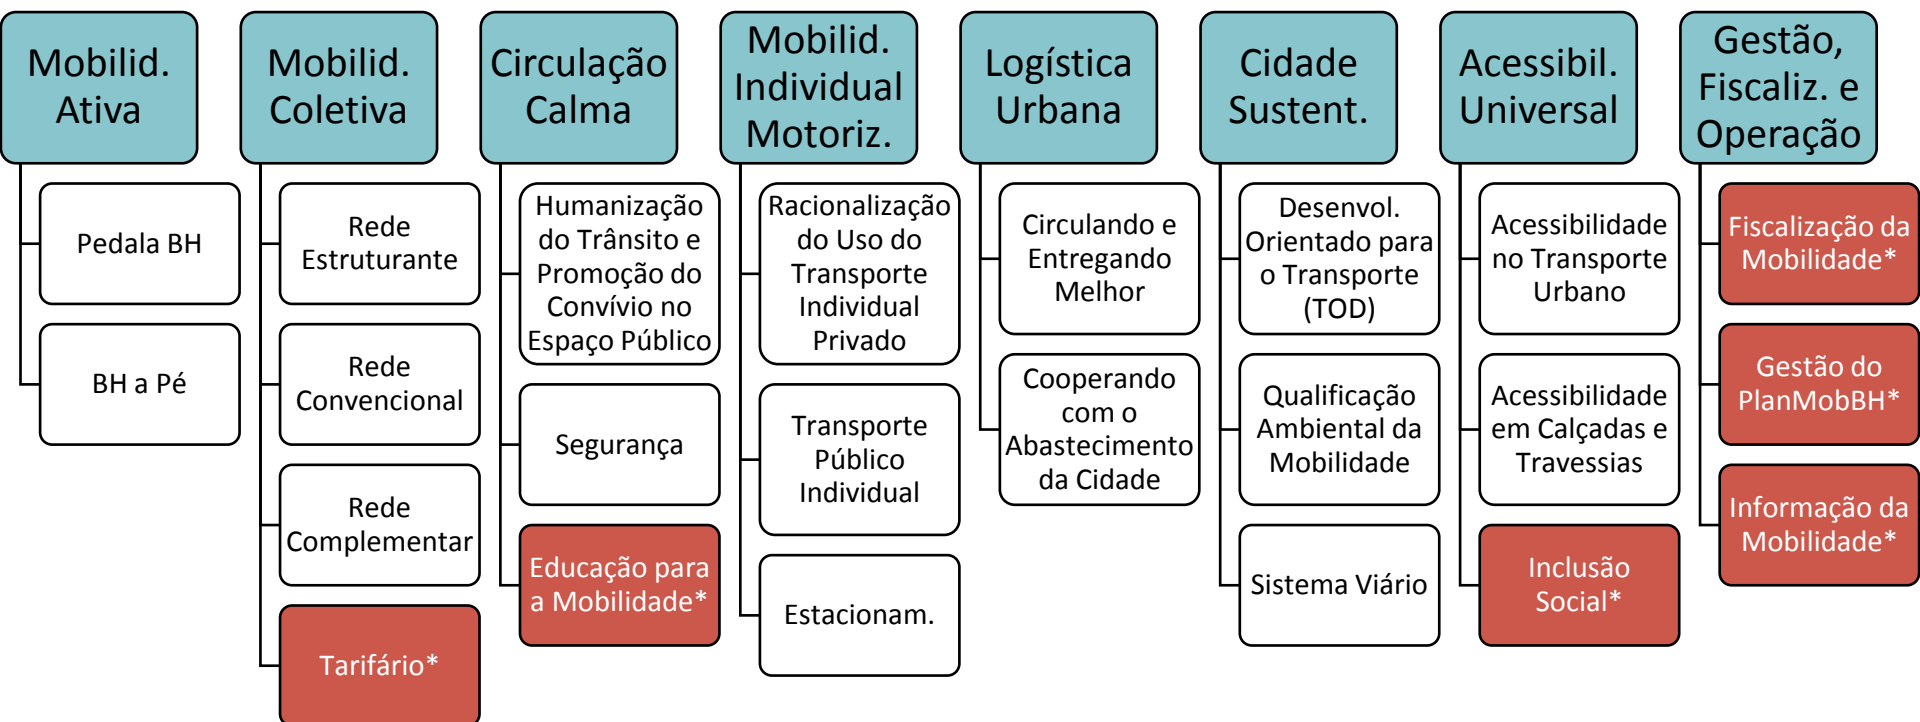 Mobilid.
Ativa
Pedala BH
BH a Pé
Mobilid.
Coletiva
Rede
Estruturante
Rede
Convencional
Rede
Complementar
Tarifário*
Circulação
Calma
Humanização
do Trânsito e
Promoção do
Convívio no
Espaço Público
Segurança
Educação para
a Mobilidade*
Mobilid.
Individual
Motoriz.
Racionalização
do Uso do
Transporte
Individual
Privado
Transporte
Público
Individual
Estacionam.
Logística
Urbana
Circulando e
Entregando
Melhor
Cooperando
com o
Abastecimento
da Cidade
Cidade
Sustent.
Desenvol.
Orientado para
o Transporte
(TOD)
Qualificação
Ambiental da
Mobilidade
Sistema Viário
Acessibil.
Universal
Acessibilidade
no Transporte
Urbano
Acessibilidade
em Calçadas e
Travessias
Inclusão
Social*
Gestão,
Fiscaliz. e
Operação
Fiscalização da
Mobilidade*
Gestão do
PlanMobBH*
Informação da
Mobilidade*